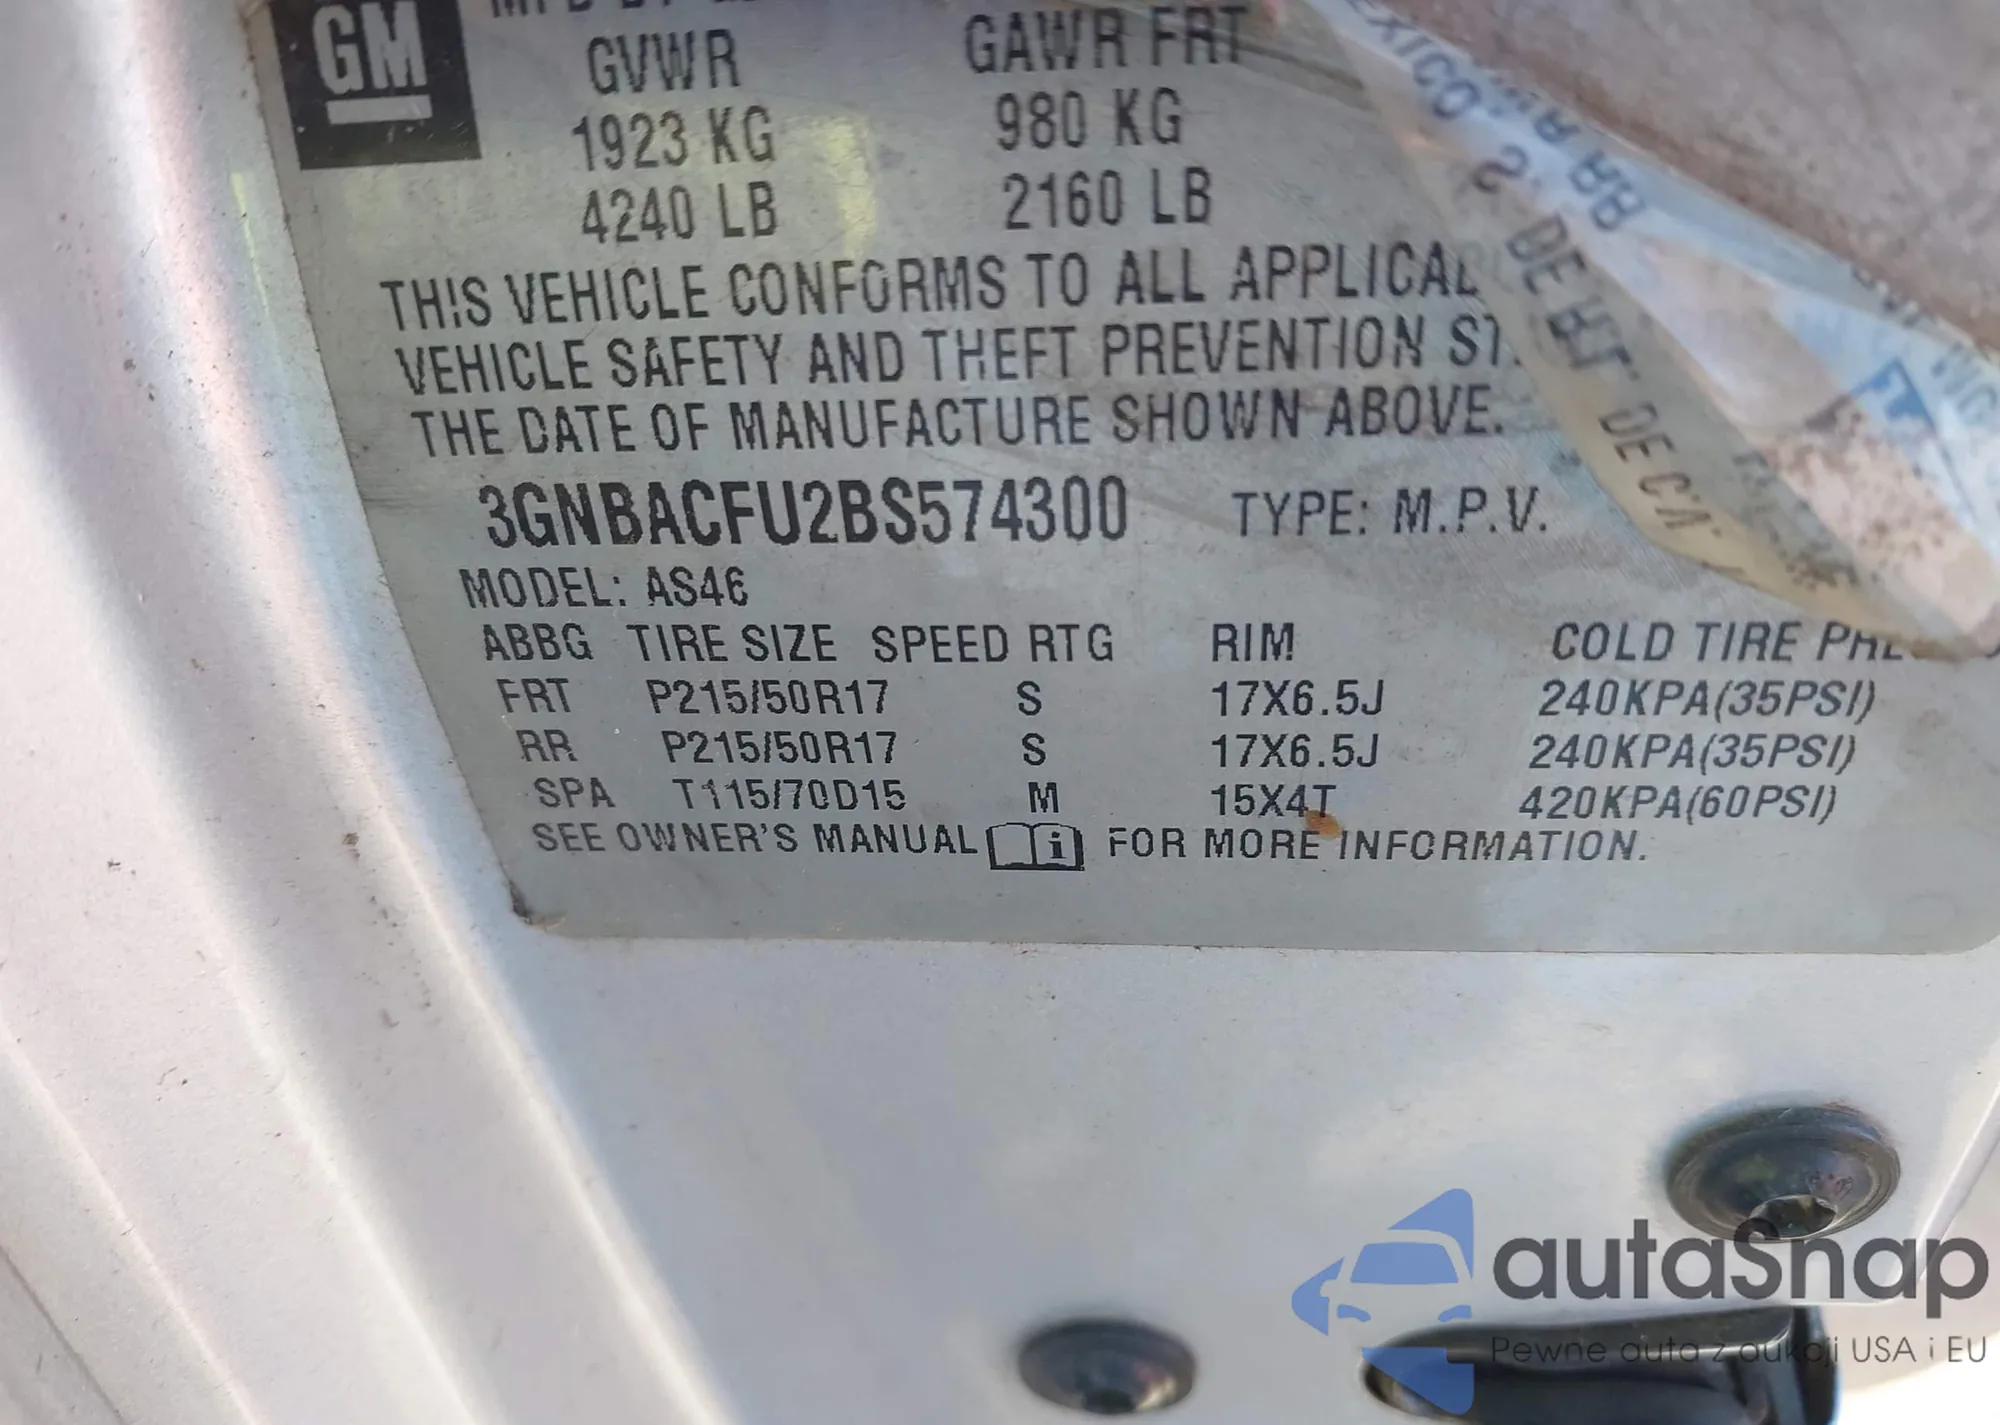 GM
GVWR GAWR FRT
1923 KG 980 KG
4240 LB 2160 LB
THIS VEHICLE CONFORMS TO ALL APPLICAL
VEHICLE SAFETY AND THEFT PREVENTION ST
THE DATE OF MANUFACTURE SHOWN ABOVE.
3GNBACFU2BS574300 TYPE: M.P.V.
MODEL: AS46
ABBG TIRE SIZE SPEED RTG RIM COLD TIRE
FRT P215/50R17 S 17X6.5J 240KPA(35PSI)
RR P215/50R17 S 17X6.5J 240KPA(35PSI)
SPA T115/70D15 M 15X4T 420KPA(60PSI)
SEE OWNER'S MANUAL i FOR MORE INFORMATION.
autaSnap
Pewne auta z aukcji USA i EU